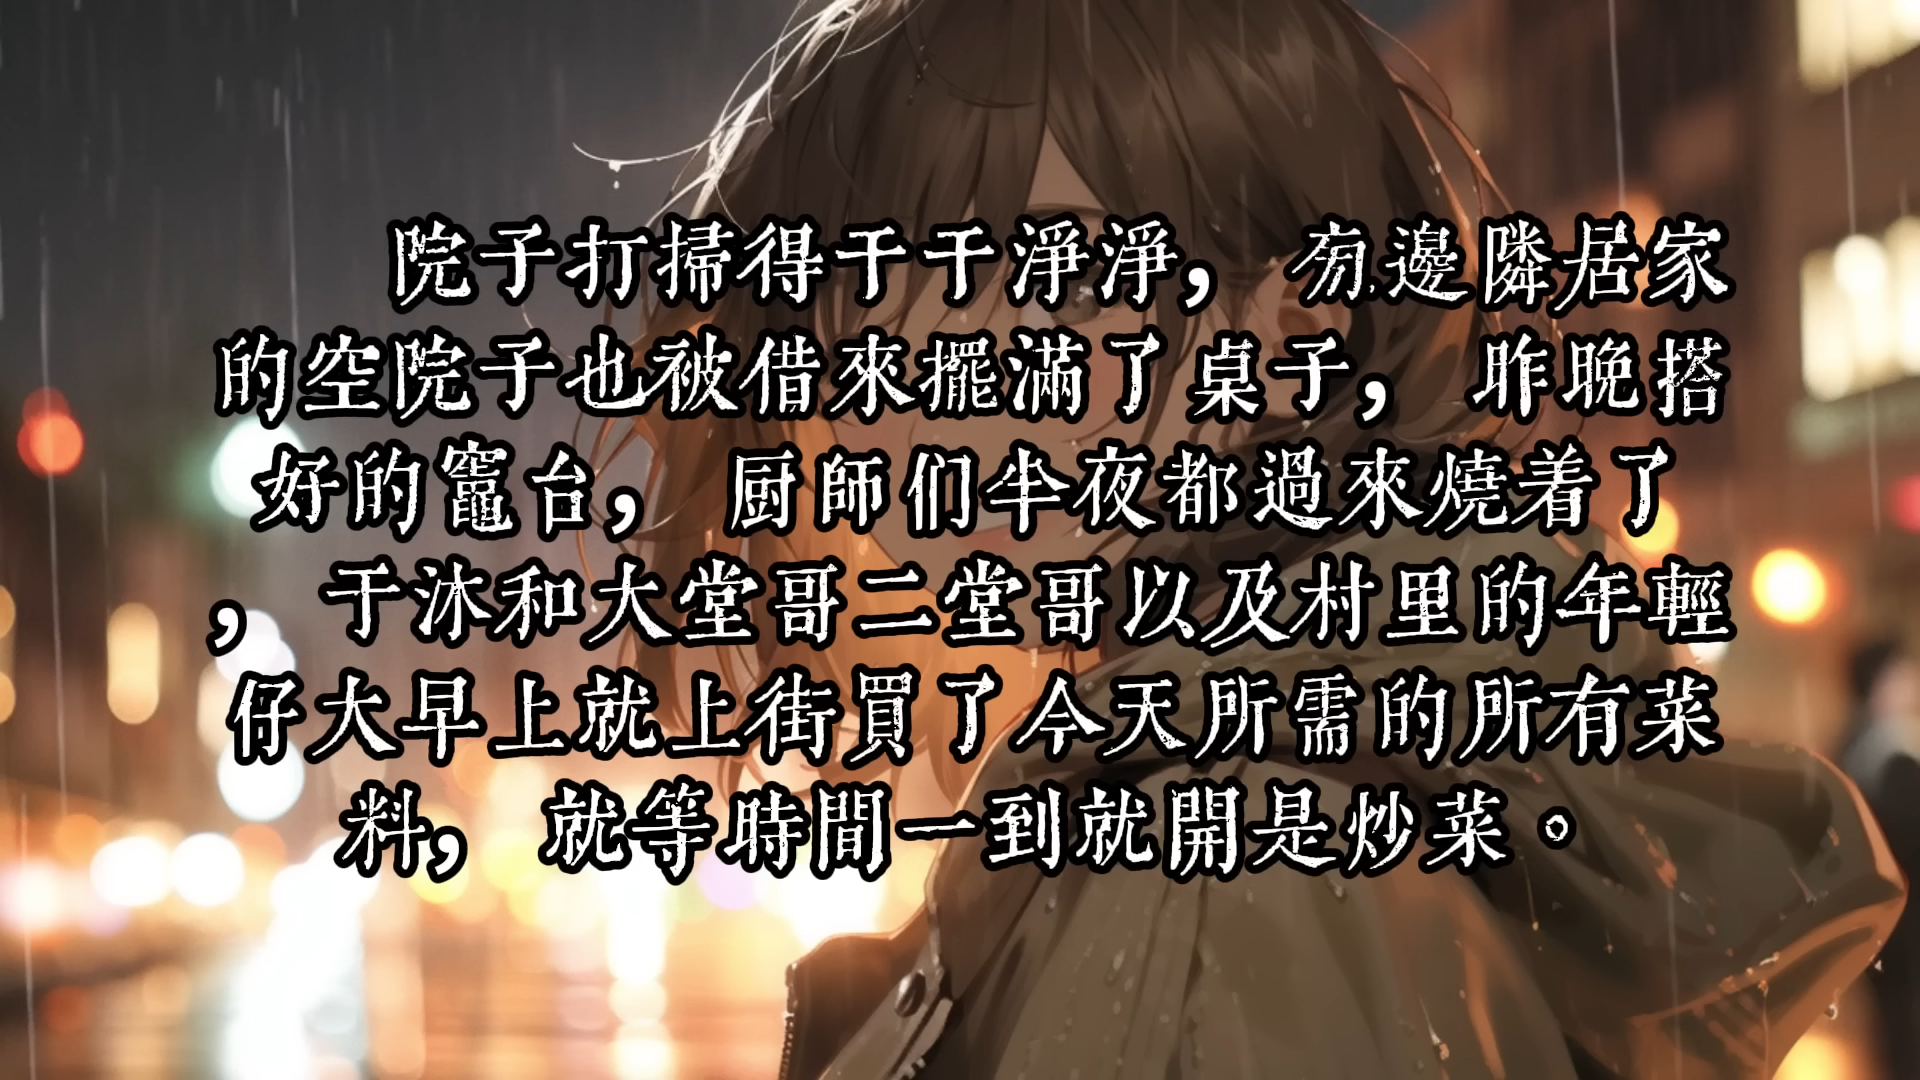 院子打掃得干干淨淨，旁邊隣居家
的空院子也被借來擺滿了桌子，昨晚搭
好的竈台，厨師们半夜都過來燒着了
，于沐和大堂哥二堂哥以及村里的年輕
仔大早上就上街買了今天所需的所有菜
料，就等時間一到就開是炒菜。